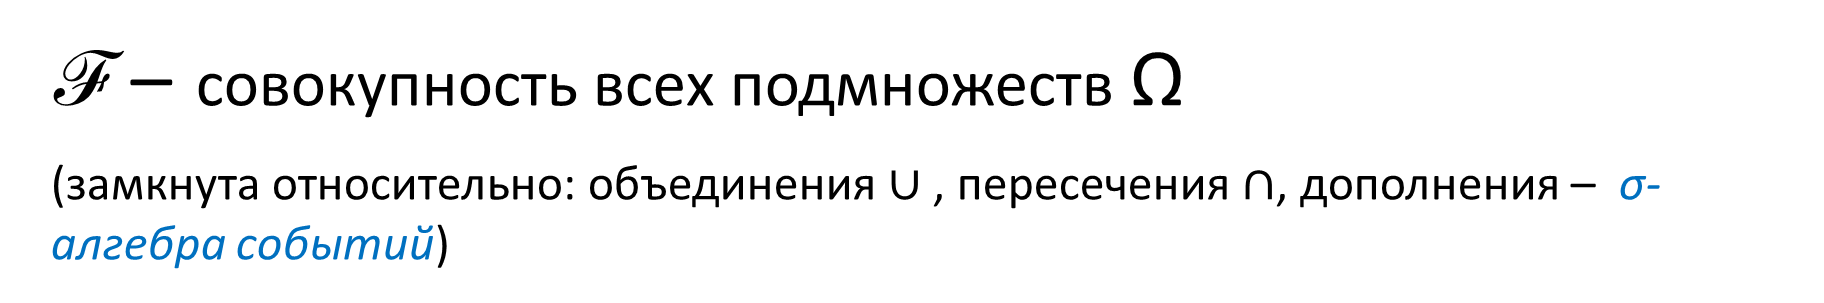 ℱ – совокупность всех подмножеств Ω
(замкнута относительно: объединения ∪ , пересечения ∩, дополнения – σ-
алгебра событий)